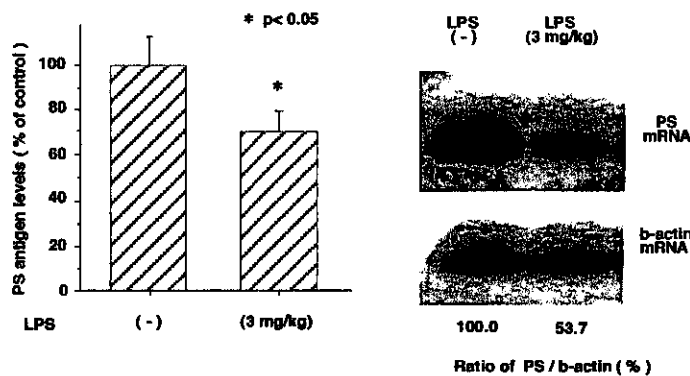 * p< 0.05
PS antigen levels ( % of control )
100
80
60
40
20
0
*
LPS
( - )
(3 mg/kg)
LPS
( - )
LPS
(3 mg/kg)
PS
mRNA
b-actin
mRNA
100.0
53.7
Ratio of PS / b-actin ( % )